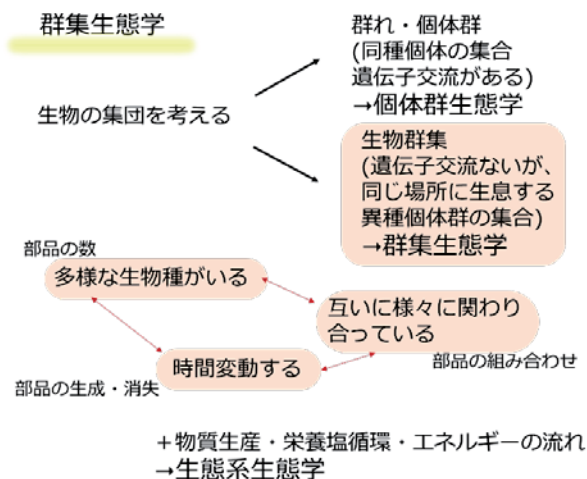 群集生態学
生物の集団を考える
群れ・個体群
(同種個体の集合
遺伝子交流がある)
→個体群生態学
生物群集
(遺伝子交流ないが、
同じ場所に生息する
異種個体群の集合)
→群集生態学
部品の数
多様な生物種がいる
互いに様々に関わり
合っている
部品の組み合わせ
時間変動する
部品の生成・消失
＋物質生産・栄養塩循環・エネルギーの流れ
→生態系生態学